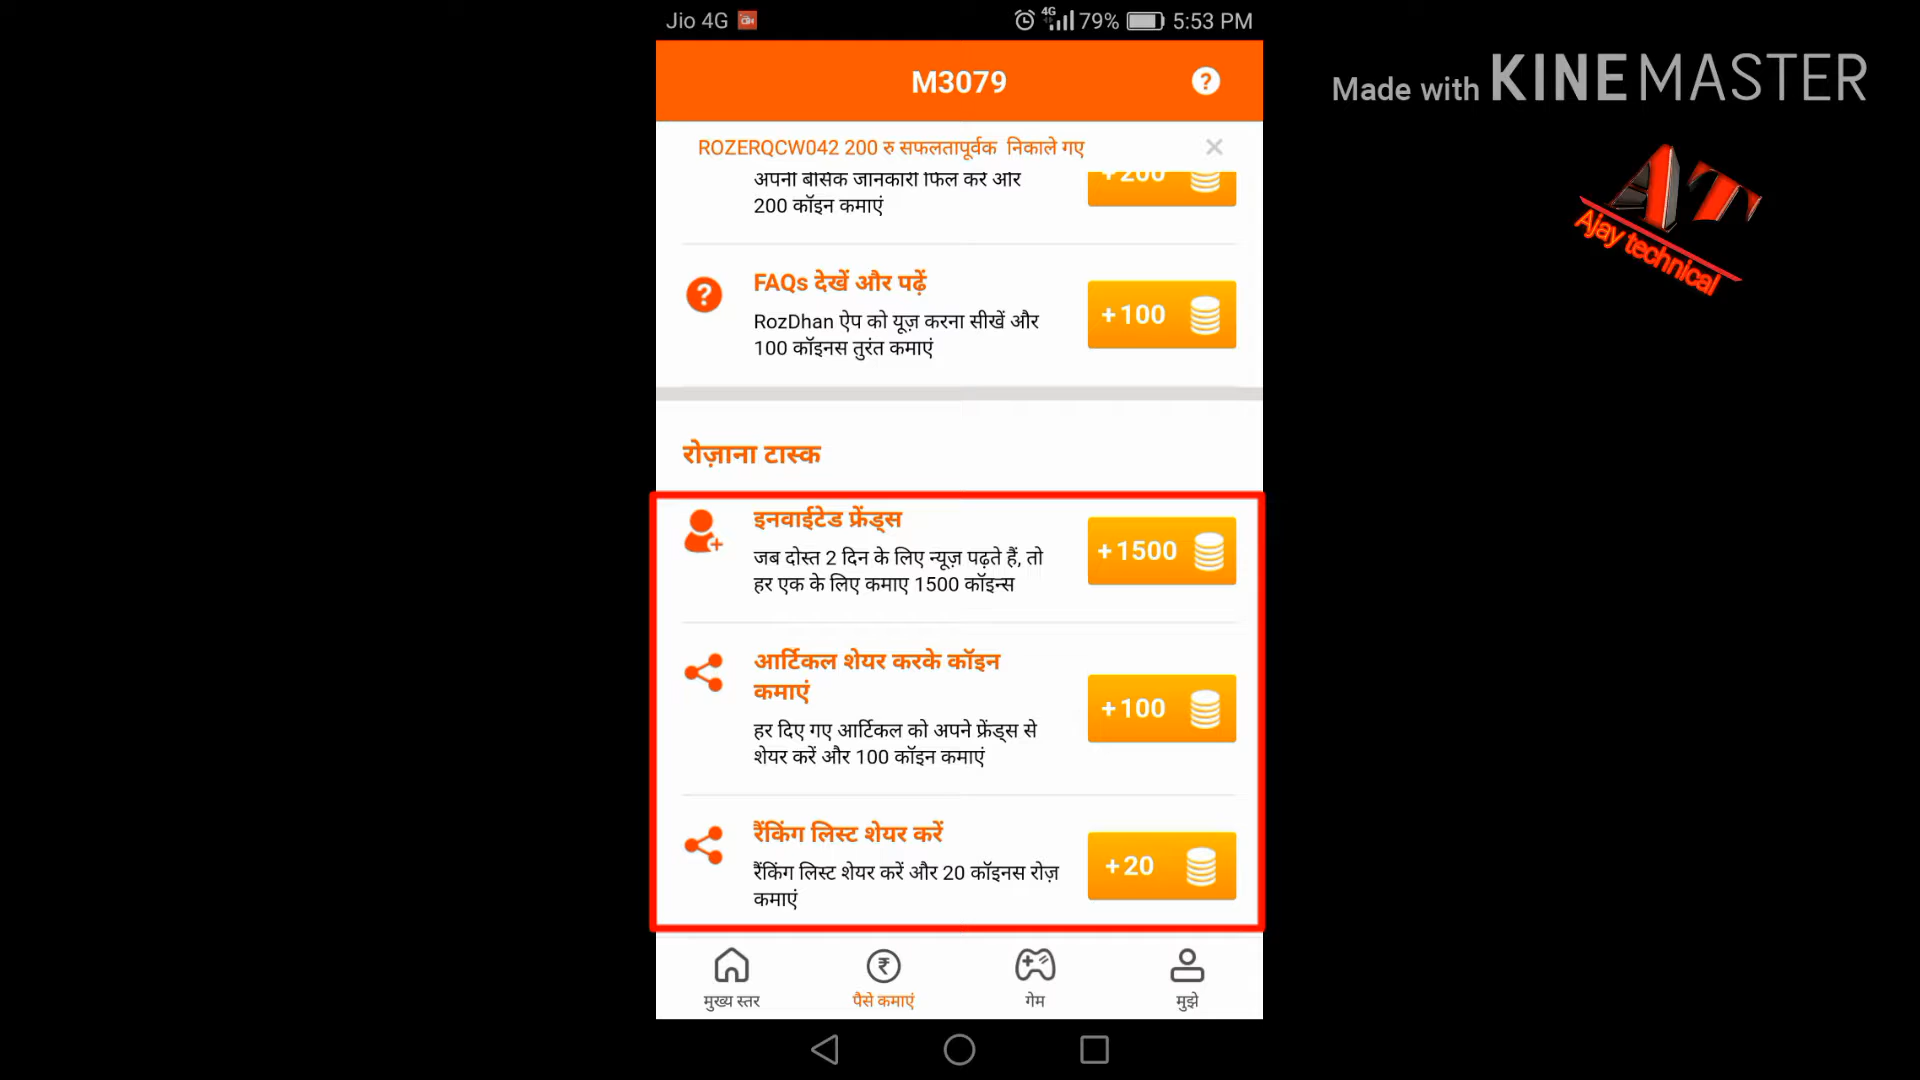 Jio 4G
4G 79% 5:53 PM
M3079
?
Made with KINEMASTER
AT
Ajay technical
ROZERQCW042 200 रु सफलतापूर्वक निकाले गए
अपनी बेसिक जानकारी फिल करें और
200 कॉइन कमाएं
+200
FAQs देखें और पढ़ें
RozDhan ऐप को यूज़ करना सीखें और
100 कॉइनस तुरंत कमाएं
+100
रोज़ाना टास्क
इनवाईटेड फ्रेंड्स
जब दोस्त 2 दिन के लिए न्यूज़ पढ़ते हैं, तो
हर एक के लिए कमाए 1500 कॉइन्स
+1500
आर्टिकल शेयर करके कॉइन
कमाएं
हर दिए गए आर्टिकल को अपने फ्रेंड्स से
शेयर करें और 100 कॉइन कमाएं
+100
रैंकिंग लिस्ट शेयर करें
रैंकिंग लिस्ट शेयर करें और 20 कॉइनस रोज़
कमाएं
+20
मुख्य स्तर
पैसे कमाएं
गेम
मुझे